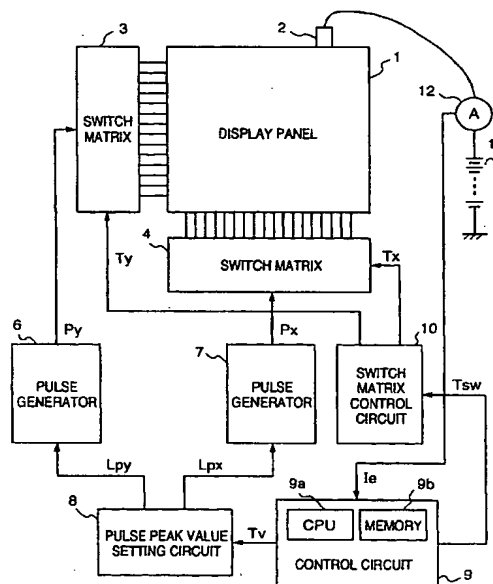 3
2
1
12
A
SWITCH
MATRIX
DISPLAY PANEL
4
SWITCH MATRIX
Ty
Tx
6
Py
7
Px
10
PULSE
GENERATOR
PULSE
GENERATOR
SWITCH
MATRIX
CONTROL
CIRCUIT
Tsw
Lpy
Lpx
Ie
8
9a
9b
PULSE PEAK VALUE
SETTING CIRCUIT
Tv
CPU
MEMORY
CONTROL CIRCUIT
9